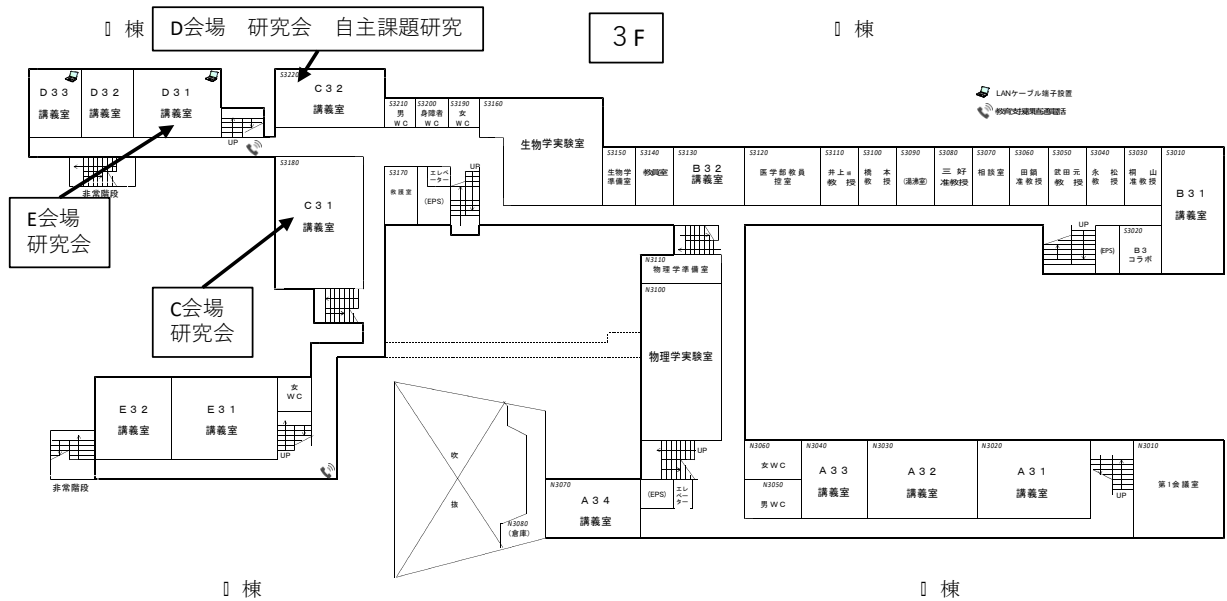 棟
D会場 研究会 自主課題研究
３F
棟
LANケーブル端子設置
D３３
講義室
D３２
講義室
D３１
講義室
UP
S3220
C３２
講義室
S3210
男
WC
S3200
身障者
WC
S3190
女
WC
S3160
生物学実験室
S3150
生物学
準備室
S3140
教員室
S3130
B３２
講義室
S3120
医学部教員
控室
S3110
井上
教授
S3100
橋本
教授
S3090
(湯沸室)
S3080
三好
准教授
S3070
相談室
S3060
田鍋
准教授
S3050
武田元
教授
S3040
永松
教授
S3030
桐山
准教授
S3010
B３１
講義室
非常階段
S3180
C３１
講義室
S3170
救護室
エレベーター
(EPS)
UP
E会場
研究会
UP
(EPS)
S3020
B３
コラボ
C会場
研究会
N3110
物理学準備室
N3100
物理学実験室
E３２
講義室
E３１
講義室
女
WC
UP
非常階段
吹
抜
N3080
(倉庫)
N3070
A３４
講義室
(EPS)
エレベーター
UP
N3060
女WC
N3050
男WC
N3040
A３３
講義室
N3030
A３２
講義室
N3020
A３１
講義室
UP
N3010
第1会議室
棟
棟